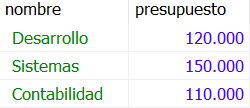 nombre presupuesto
Desarrollo 120.000
Sistemas 150.000
Contabilidad 110.000